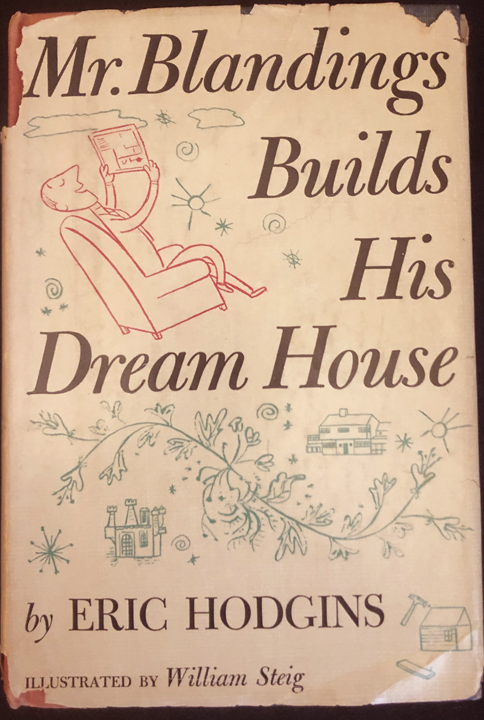 Mr. Blandings
Builds
His
Dream House
by ERIC HODGINS
ILLUSTRATED BY William Steig